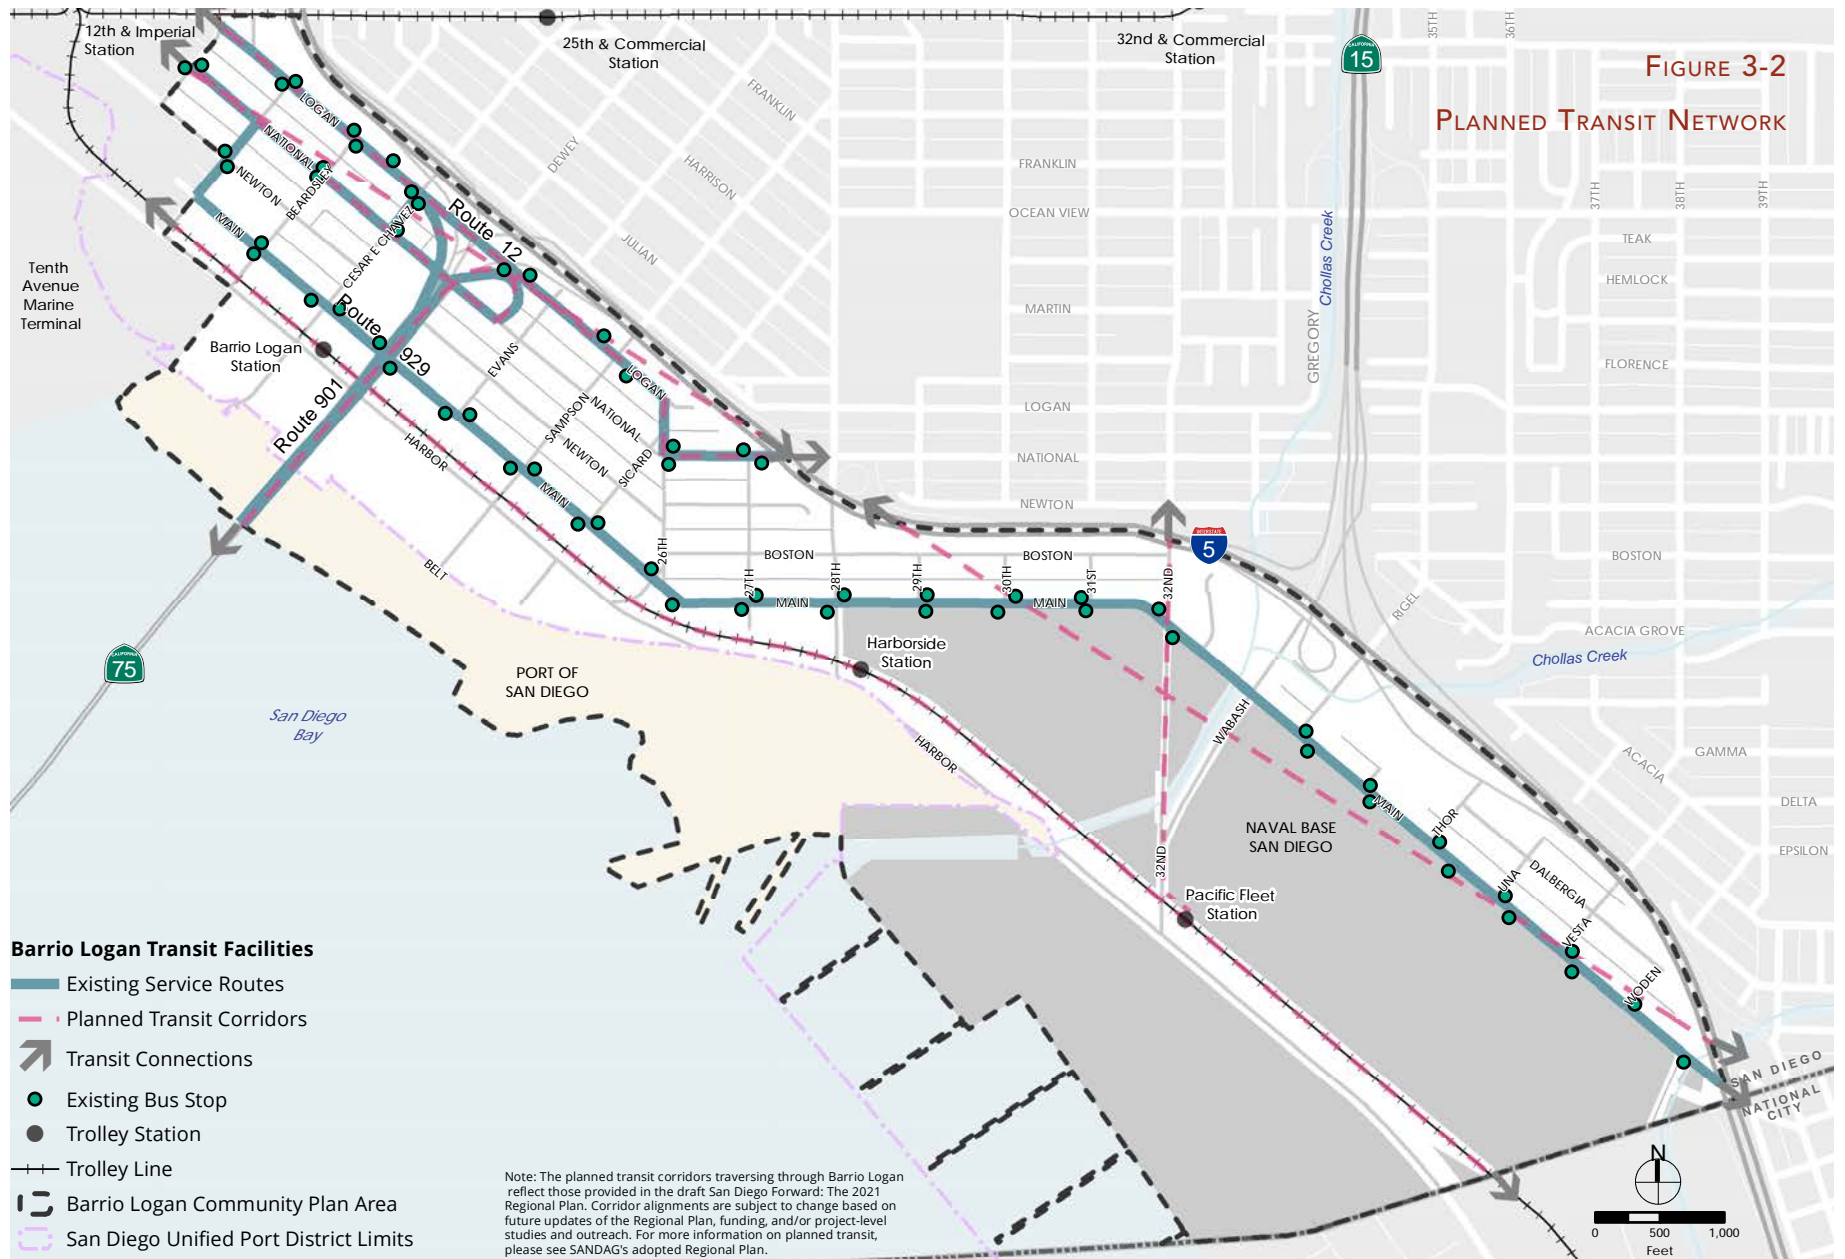 FIGURE 3-2
PLANNED TRANSIT NETWORK
12th & Imperial
Station
25th & Commercial
Station
32nd & Commercial
Station
CALIFORNIA
15
35TH
36TH
FRANKLIN
DEWEY
HARRISON
JULIAN
FRANKLIN
OCEAN VIEW
MARTIN
LOGAN
NATIONAL
NEWTON
Chollas Creek
GREGORY
37TH
38TH
39TH
TEAK
HEMLOCK
FLORENCE
BOSTON
ACACIA GROVE
Chollas Creek
RIGEL
ACACIA
GAMMA
DELTA
EPSILON
LOGAN
NATIONAL
NEWTON
BEARDSLEY
MAIN
CESAR E CHAVEZ
Route 12
Route 929
Route 901
Tenth
Avenue
Marine
Terminal
Barrio Logan
Station
EVANS
SAMPSON
NATIONAL
NEWTON
SICARD
LOGAN
HARBOR
MAIN
BELT
26TH
BOSTON
BOSTON
27TH
28TH
29TH
30TH
31ST
32ND
MAIN
MAIN
INTERSTATE
5
Harborside
Station
CALIFORNIA
75
PORT OF
SAN DIEGO
San Diego
Bay
HARBOR
WABASH
32ND
NAVAL BASE
SAN DIEGO
Pacific Fleet
Station
MAIN
THOR
UNA
DALBERGIA
VESTA
WODEN
SAN DIEGO
NATIONAL
CITY
Barrio Logan Transit Facilities
Existing Service Routes
Planned Transit Corridors
Transit Connections
Existing Bus Stop
Trolley Station
Trolley Line
Barrio Logan Community Plan Area
San Diego Unified Port District Limits
Note: The planned transit corridors traversing through Barrio Logan
reflect those provided in the draft San Diego Forward: The 2021
Regional Plan. Corridor alignments are subject to change based on
future updates of the Regional Plan, funding, and/or project-level
studies and outreach. For more information on planned transit,
please see SANDAG's adopted Regional Plan.
N
0 500 1,000
Feet